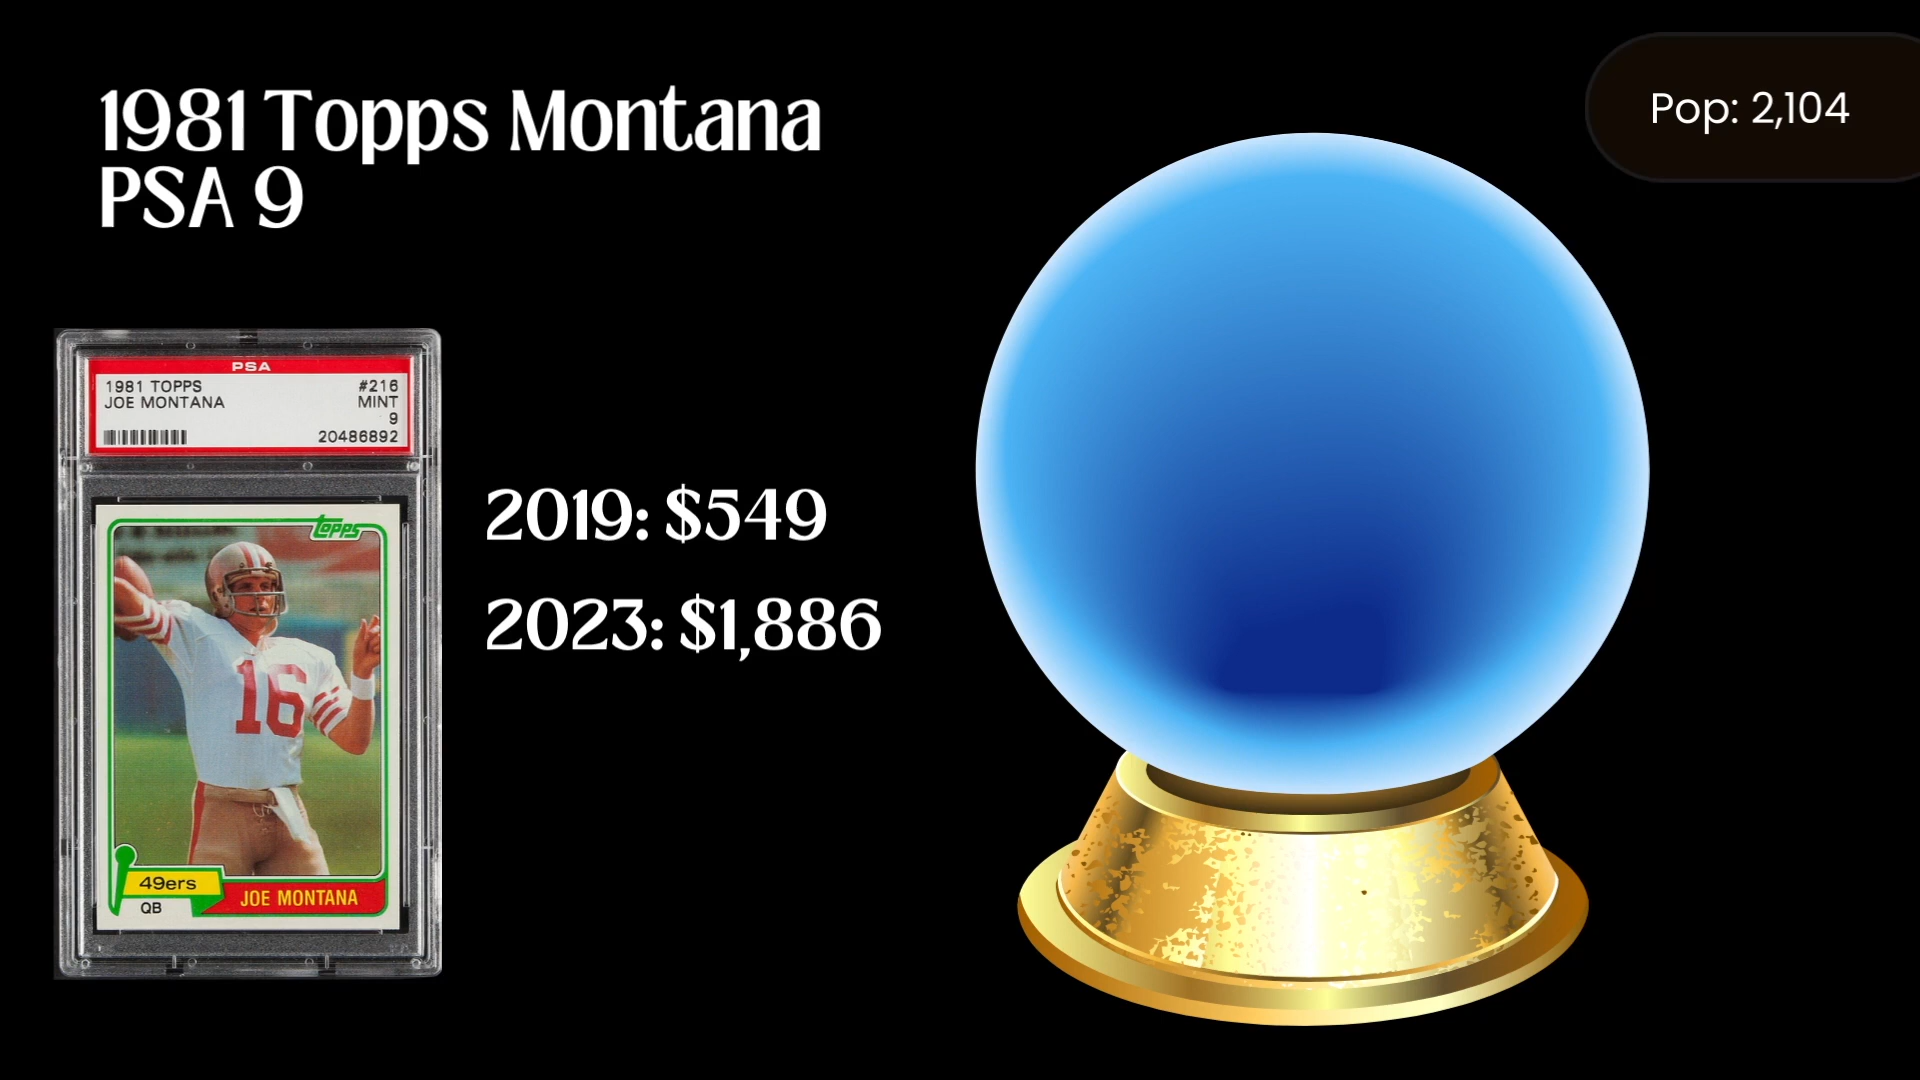 1981 Topps Montana
PSA 9
Pop: 2,104
PSA
1981 TOPPS #216
JOE MONTANA MINT
9
20486892
topps
16
49ers
QB
JOE MONTANA
2019: $549
2023: $1,886